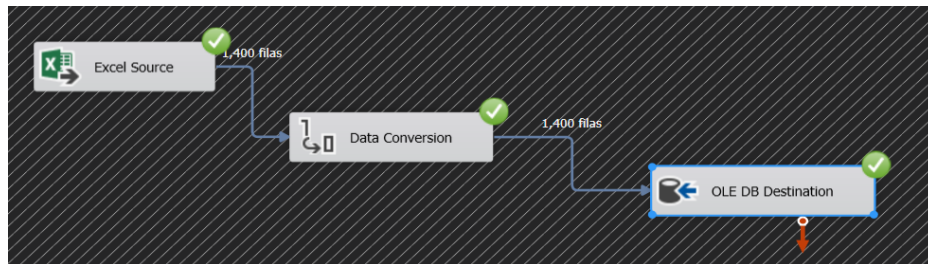 1,400 filas
Excel Source
1,400 filas
Data Conversion
OLE DB Destination